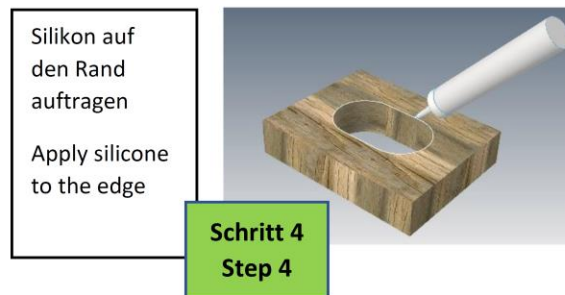 Silikon auf
den Rand
auftragen
Apply silicone
to the edge
Schritt 4
Step 4